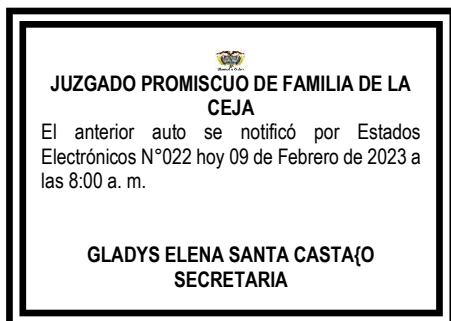 JUZGADO PROMISCUO DE FAMILIA DE LA
CEJA
El anterior auto se notificó por Estados
Electrónicos N°022 hoy 09 de Febrero de 2023 a
las 8:00 a. m.
GLADYS ELENA SANTA CASTA{O
SECRETARIA